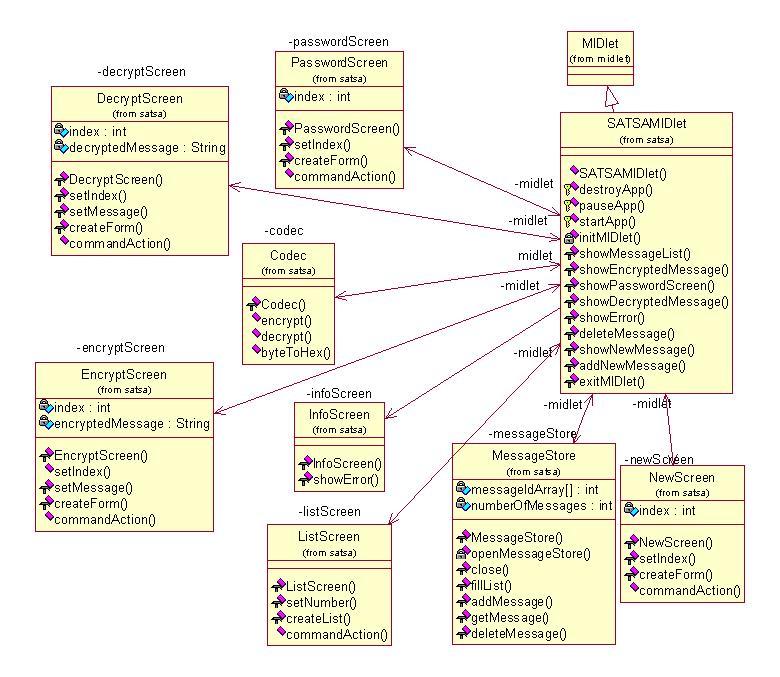 -passwordScreen
PasswordScreen
(from satsa)
index : int
PasswordScreen()
setIndex()
createForm()
commandAction()
MIDlet
(from midlet)
-decryptScreen
DecryptScreen
(from satsa)
index : int
decryptedMessage : String
DecryptScreen()
setIndex()
setMessage()
createForm()
commandAction()
SATSAMIDlet
(from satsa)
SATSAMIDlet()
destroyApp()
pauseApp()
startApp()
initMIDlet()
showMessageList()
showEncryptedMessage()
showPasswordScreen()
showDecryptedMessage()
showError()
deleteMessage()
showNewMessage()
addNewMessage()
exitMIDlet()
-midlet
-midlet
midlet
-midlet
-midlet
-midlet
-midlet
-codec
Codec
(from satsa)
Codec()
encrypt()
decrypt()
byteToHex()
-encryptScreen
EncryptScreen
(from satsa)
index : int
encryptedMessage : String
EncryptScreen()
setIndex()
setMessage()
createForm()
commandAction()
-infoScreen
InfoScreen
(from satsa)
InfoScreen()
showError()
-listScreen
ListScreen
(from satsa)
ListScreen()
setNumber()
createList()
commandAction()
-messageStore
MessageStore
(from satsa)
messageIdArray[] : int
numberOfMessages : int
MessageStore()
openMessageStore()
close()
fillList()
addMessage()
getMessage()
deleteMessage()
-newScreen
NewScreen
(from satsa)
index : int
NewScreen()
setIndex()
createForm()
commandAction()